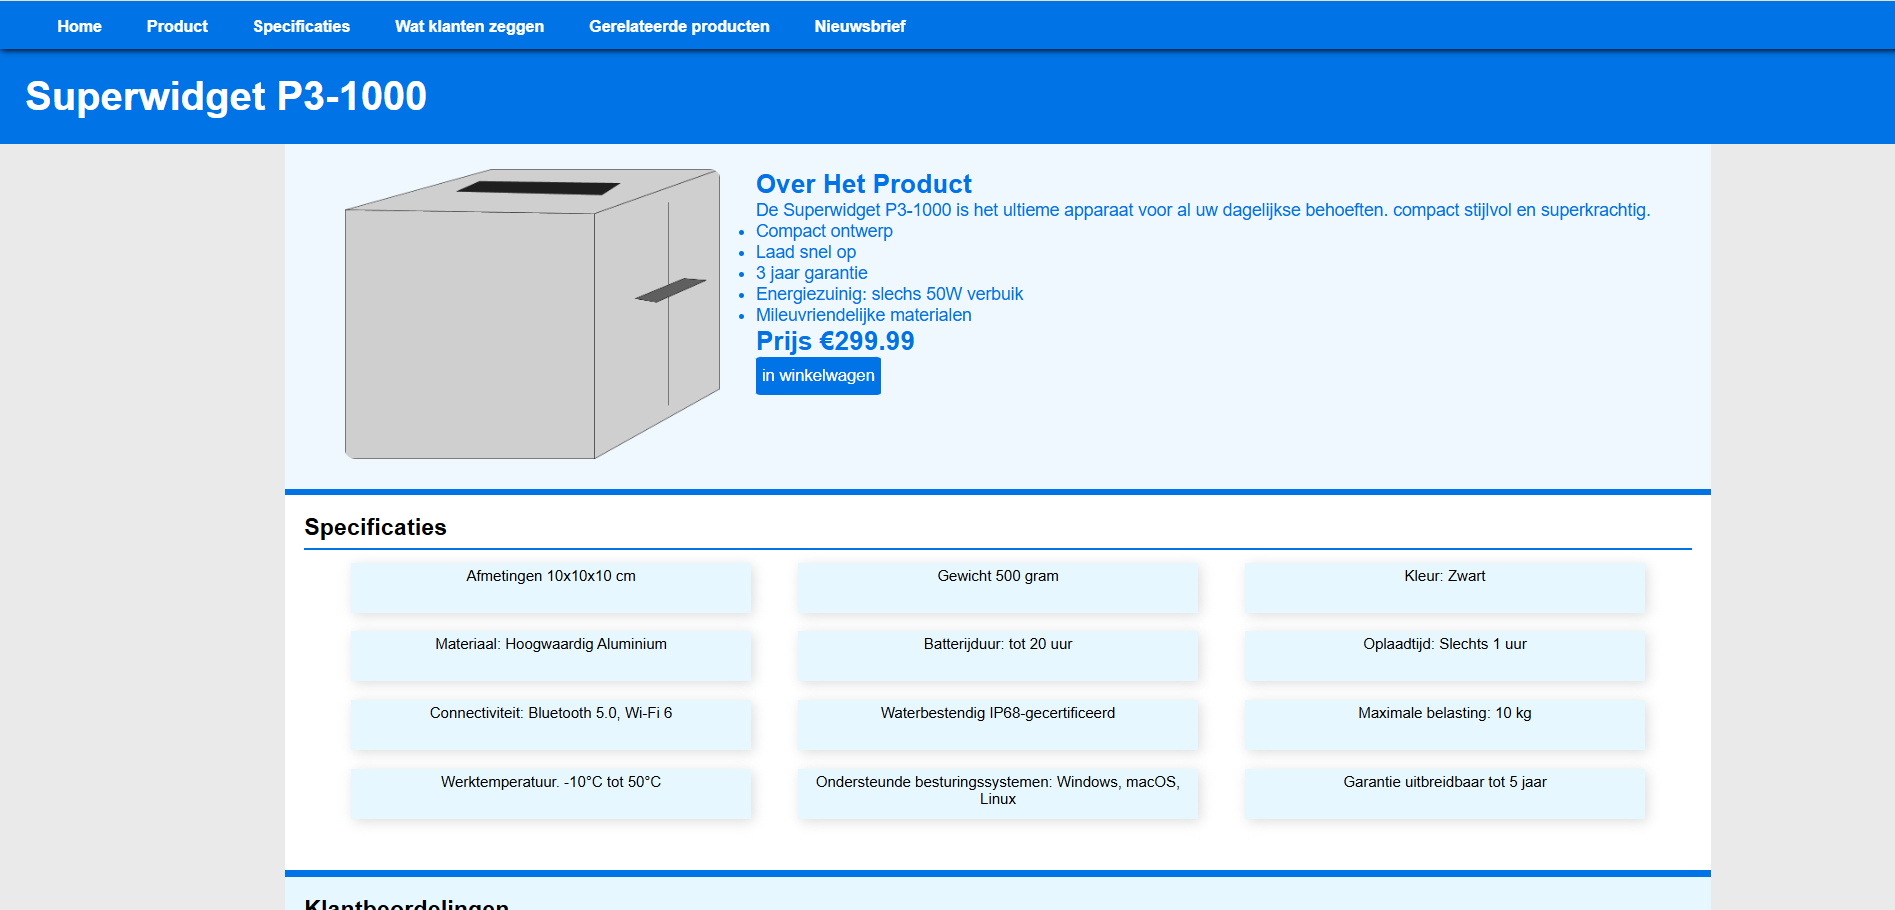 Home Product Specificaties Wat klanten zeggen Gerelateerde producten Nieuwsbrief
Superwidget P3-1000
Over Het Product
De Superwidget P3-1000 is het ultieme apparaat voor al uw dagelijkse behoeften. compact stijlvol en superkrachtig.
• Compact ontwerp
• Laad snel op
• 3 jaar garantie
• Energiezuinig: slechs 50W verbuik
• Mileuvriendelijke materialen
Prijs €299.99
in winkelwagen
Specificaties
Afmetingen 10x10x10 cm
Gewicht 500 gram
Kleur: Zwart
Materiaal: Hoogwaardig Aluminium
Batterijduur: tot 20 uur
Oplaadtijd: Slechts 1 uur
Connectiviteit: Bluetooth 5.0, Wi-Fi 6
Waterbestendig IP68-gecertificeerd
Maximale belasting: 10 kg
Werktemperatuur. -10°C tot 50°C
Ondersteunde besturingssystemen: Windows, macOS,
Linux
Garantie uitbreidbaar tot 5 jaar
Klantbeordelingen